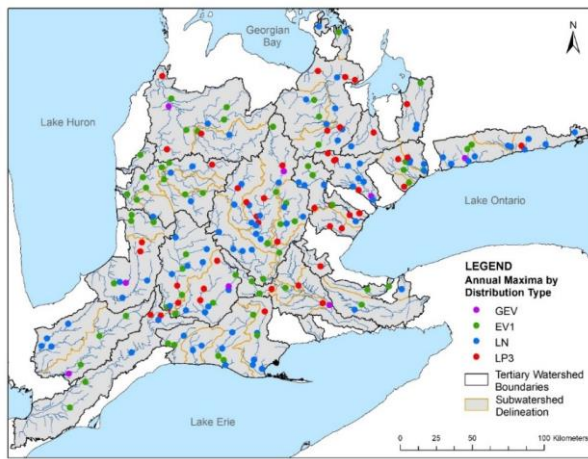 Georgian
Bay
N
Lake Huron
Lake Ontario
LEGEND
Annual Maxima by
Distribution Type
GEV
EV1
LN
LP3
Tertiary Watershed
Boundaries
Subwatershed
Delineation
Lake Erie
0 25 50 100 Kilometers